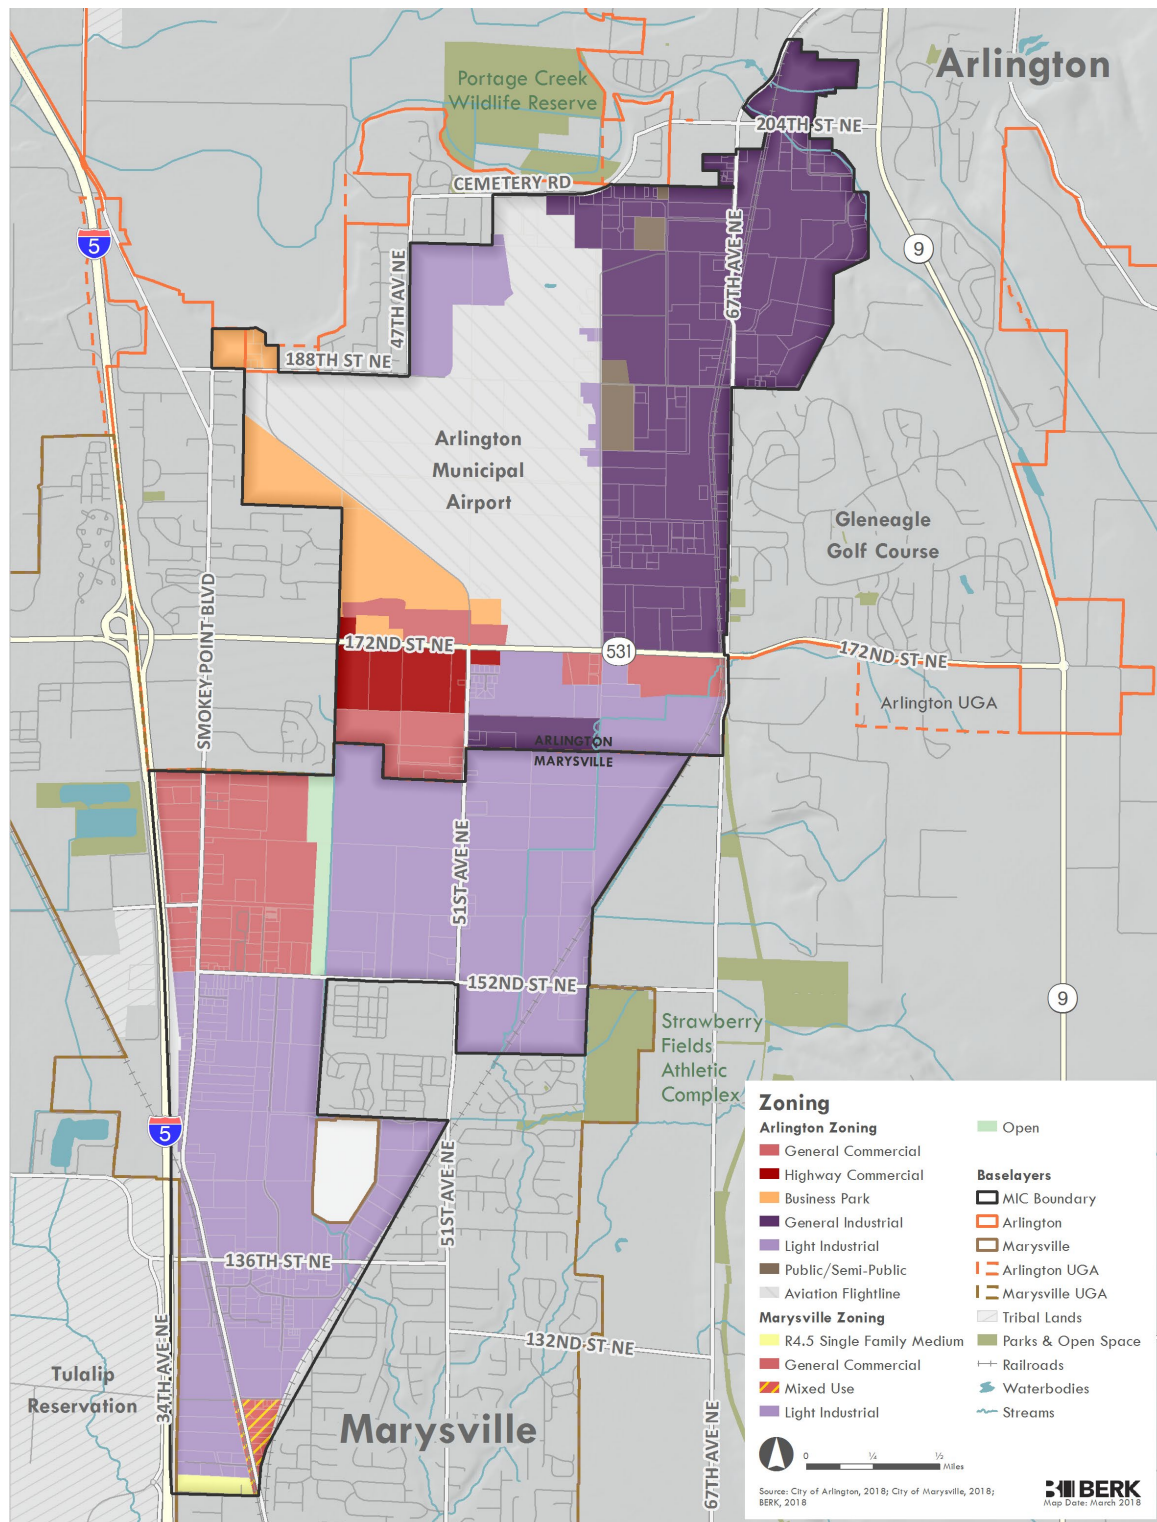 Arlington
Portage Creek
Wildlife Reserve
204TH ST NE
CEMETERY RD
5
9
47TH AV NE
67TH AVE NE
188TH ST NE
Arlington
Municipal
Airport
Gleneagle
Golf Course
SMOKEY POINT BLVD
172ND ST NE
531
172ND ST NE
Arlington UGA
ARLINGTON
MARYSVILLE
51ST AVE NE
152ND ST NE
9
Strawberry
Fields
Athletic
Complex
5
51ST AVE NE
136TH ST NE
132ND ST NE
34TH AVE NE
Tulalip
Reservation
Marysville
67TH AVE NE
Zoning
Arlington Zoning
General Commercial
Highway Commercial
Business Park
General Industrial
Light Industrial
Public/Semi-Public
Aviation Flightline
Marysville Zoning
R4.5 Single Family Medium
General Commercial
Mixed Use
Light Industrial
Open
Baselayers
MIC Boundary
Arlington
Marysville
Arlington UGA
Marysville UGA
Tribal Lands
Parks & Open Space
Railroads
Waterbodies
Streams
0 ¼ ½
Miles
Source: City of Arlington, 2018; City of Marysville, 2018;
BERK, 2018
BERK
Map Date: March 2018